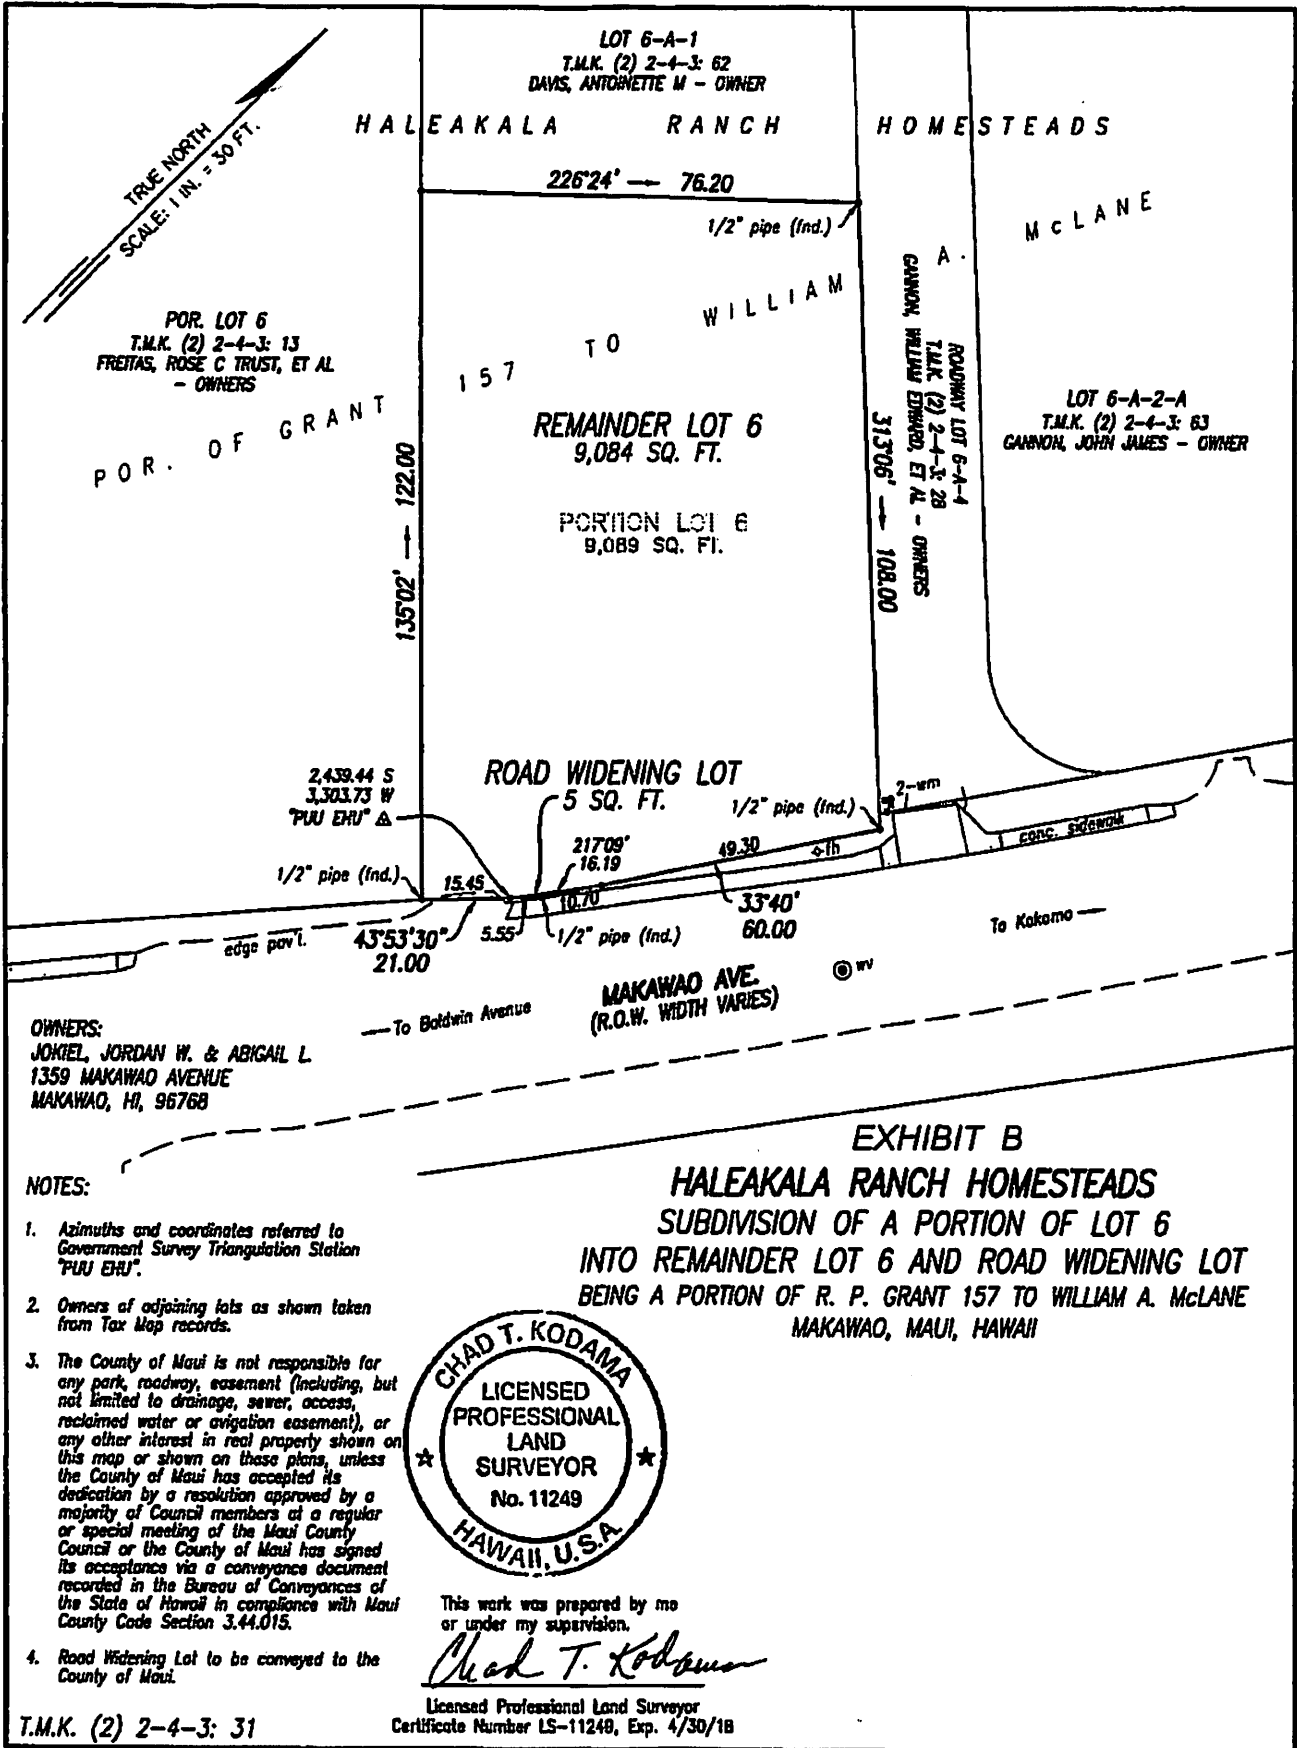 LOT 6-A-1
T.M.K. (2) 2-4-3: 62
DAVIS, ANTOINETTE M - OWNER
HALEAKALA RANCH HOMESTEADS
TRUE NORTH
SCALE: 1 IN. = 30 FT.
226°24' → 76.20
1/2" pipe (fnd.)
POR. OF GRANT 157 TO WILLIAM A. McLANE
POR. LOT 6
T.M.K. (2) 2-4-3: 13
FREITAS, ROSE C TRUST, ET AL
- OWNERS
REMAINDER LOT 6
9,084 SQ. FT.
PORTION LOT 6
9,089 SQ. FT.
135°02' → 122.00
313°06' → 108.00
ROADWAY LOT 6-A-4
T.M.K. (2) 2-4-3: 28
GANNON, WILLIAM EDWARD, ET AL - OWNERS
LOT 6-A-2-A
T.M.K. (2) 2-4-3: 63
GANNON, JOHN JAMES - OWNER
2,439.44 S
3,303.73 W
"PUU EHU"
ROAD WIDENING LOT
5 SQ. FT.
1/2" pipe (fnd.)
2-wm
conc. sidewalk
217°09'
16.19
49.30
fh
1/2" pipe (fnd.)
15.45
10.70
33°40'
60.00
edge pav't.
43°53'30"
21.00
5.55
1/2" pipe (fnd.)
To Kokomo
To Baldwin Avenue
MAKAWAO AVE.
(R.O.W. WIDTH VARIES)
wv
OWNERS:
JOKIEL, JORDAN W. & ABIGAIL L.
1359 MAKAWAO AVENUE
MAKAWAO, HI, 96768
EXHIBIT B
HALEAKALA RANCH HOMESTEADS
SUBDIVISION OF A PORTION OF LOT 6
INTO REMAINDER LOT 6 AND ROAD WIDENING LOT
BEING A PORTION OF R. P. GRANT 157 TO WILLIAM A. McLANE
MAKAWAO, MAUI, HAWAII
NOTES:
1. Azimuths and coordinates referred to
Government Survey Triangulation Station
"PUU EHU".
2. Owners of adjoining lots as shown taken
from Tax Map records.
3. The County of Maui is not responsible for
any park, roadway, easement (including, but
not limited to drainage, sewer, access,
reclaimed water or avigation easement), or
any other interest in real property shown on
this map or shown on these plans, unless
the County of Maui has accepted its
dedication by a resolution approved by a
majority of Council members at a regular
or special meeting of the Maui County
Council or the County of Maui has signed
its acceptance via a conveyance document
recorded in the Bureau of Conveyances of
the State of Hawaii in compliance with Maui
County Code Section 3.44.015.
4. Road Widening Lot to be conveyed to the
County of Maui.
CHAD T. KODAMA
LICENSED
PROFESSIONAL
LAND
SURVEYOR
No. 11249
HAWAII, U.S.A.
This work was prepared by me
or under my supervision.
Chad T. Kodama
Licensed Professional Land Surveyor
Certificate Number LS-11249, Exp. 4/30/18
T.M.K. (2) 2-4-3: 31